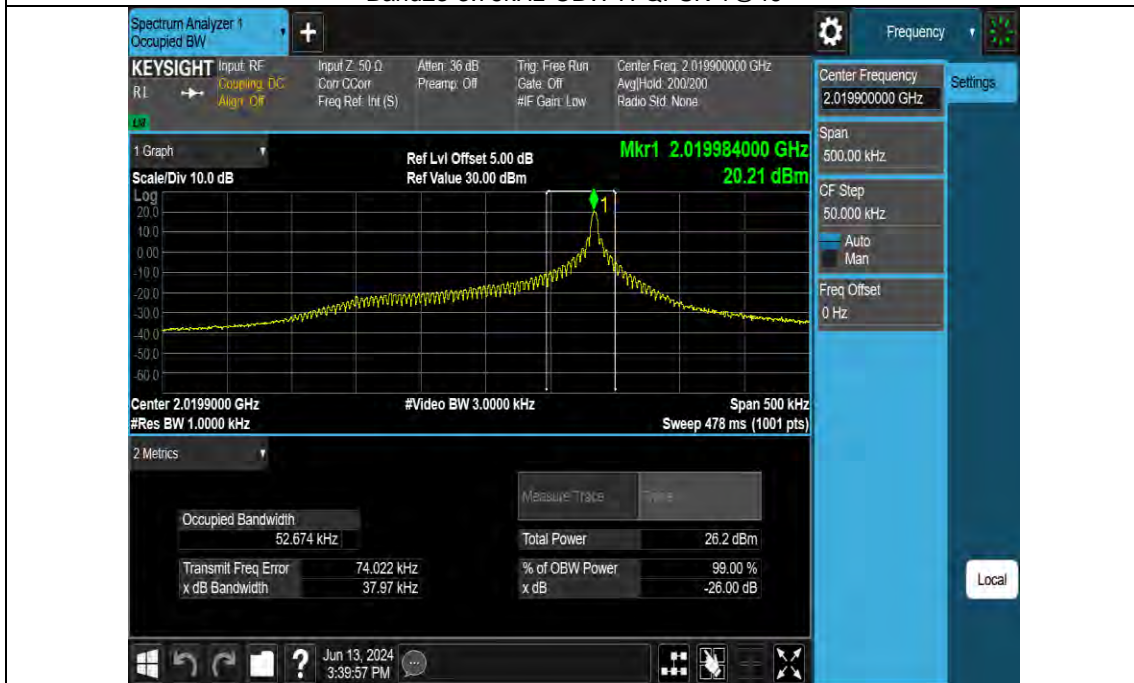 Spectrum Analyzer 1
Occupied BW
Frequency
KEYSIGHT
Input: RF
Coupling: DC
Align: Off
Input Z: 50 Ω
Corr CCorr
Freq Ref: Int (S)
Atten: 36 dB
Preamp: Off
Trig: Free Run
Gate: Off
#IF Gain: Low
Center Freq: 2.019900000 GHz
Avg|Hold: 200/200
Radio Std: None
Center Frequency
2.019900000 GHz
Settings
Span
500.00 kHz
CF Step
50.000 kHz
Auto
Man
Freq Offset
0 Hz
1 Graph
Scale/Div 10.0 dB
Ref Lvl Offset 5.00 dB
Ref Value 30.00 dBm
Mkr1 2.019984000 GHz
20.21 dBm
Log
20.0
10.0
0.00
-10.0
-20.0
-30.0
-40.0
-50.0
-60.0
1
Center 2.0199000 GHz
#Video BW 3.0000 kHz
Span 500 kHz
#Res BW 1.0000 kHz
Sweep 478 ms (1001 pts)
2 Metrics
Measure Trace
Occupied Bandwidth
52.674 kHz
Total Power 26.2 dBm
Transmit Freq Error 74.022 kHz
% of OBW Power 99.00 %
x dB Bandwidth 37.97 kHz
x dB -26.00 dB
Local
Jun 13, 2024
3:39:57 PM